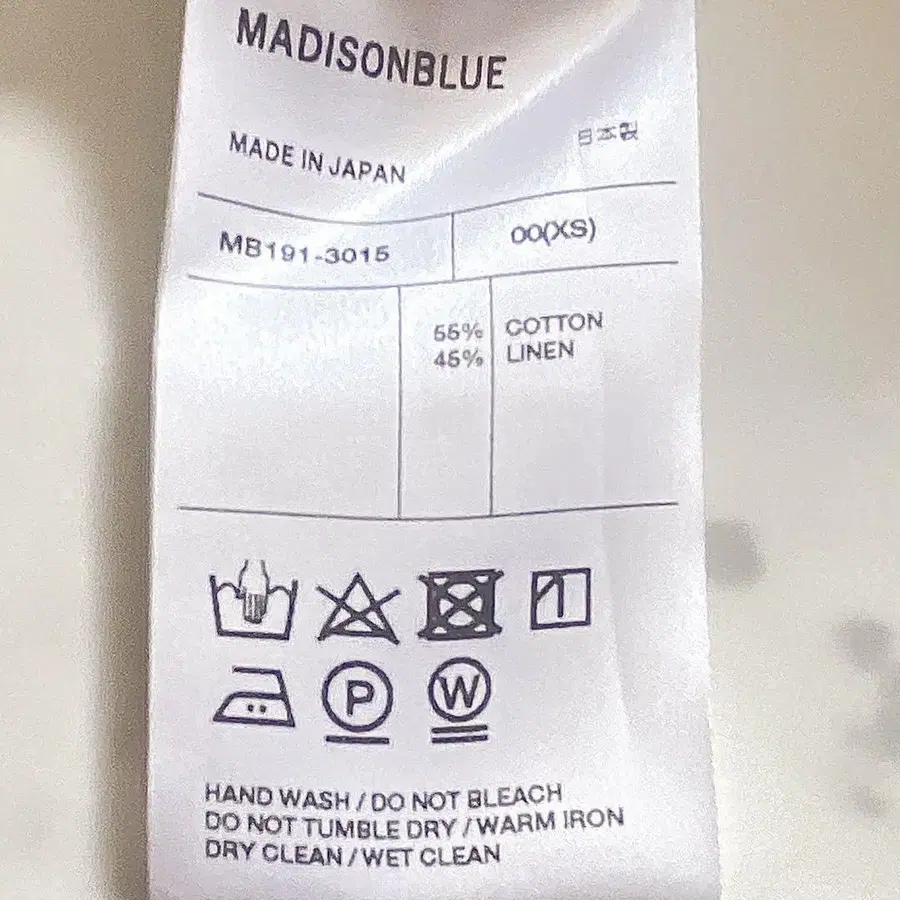 MADISONBLUE
MADE IN JAPAN 日本製
MB191-3015 00(XS)
55% COTTON
45% LINEN
P W
HAND WASH / DO NOT BLEACH
DO NOT TUMBLE DRY / WARM IRON
DRY CLEAN / WET CLEAN